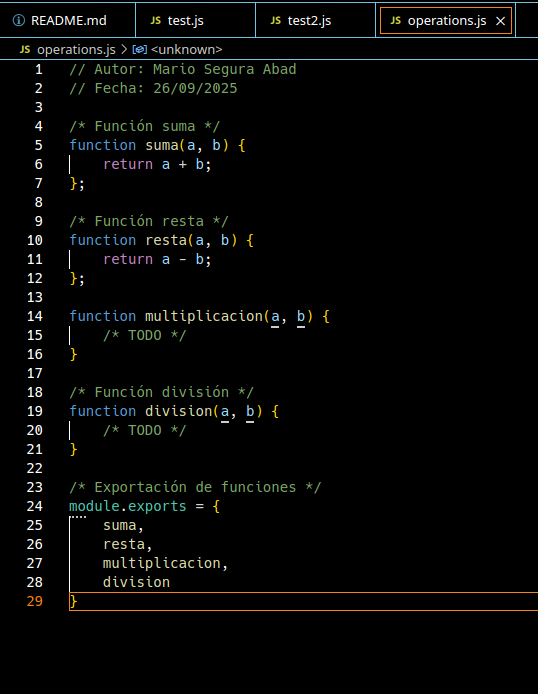 README.md
JS test.js
JS test2.js
JS operations.js ×
JS operations.js > <unknown>
1 // Autor: Mario Segura Abad
2 // Fecha: 26/09/2025
3
4 /* Función suma */
5 function suma(a, b) {
6     return a + b;
7 };
8
9 /* Función resta */
10 function resta(a, b) {
11     return a - b;
12 };
13
14 function multiplicacion(a, b) {
15     /* TODO */
16 }
17
18 /* Función división */
19 function division(a, b) {
20     /* TODO */
21 }
22
23 /* Exportación de funciones */
24 module.exports = {
25     suma,
26     resta,
27     multiplicacion,
28     division
29 }